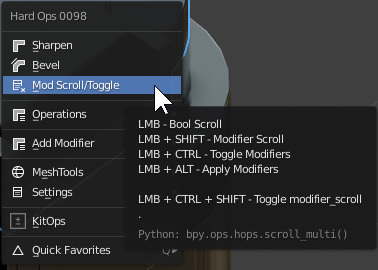 Hard Ops 0098
Sharpen
Bevel
Mod Scroll/Toggle
Operations
Add Modifier
MeshTools
Settings
KitOps
Quick Favorites
Q
LMB - Bool Scroll
LMB + SHIFT - Modifier Scroll
LMB + CTRL - Toggle Modifiers
LMB + ALT - Apply Modifiers
LMB + CTRL + SHIFT - Toggle modifier_scroll
.
Python: bpy.ops.hops.scroll_multi()